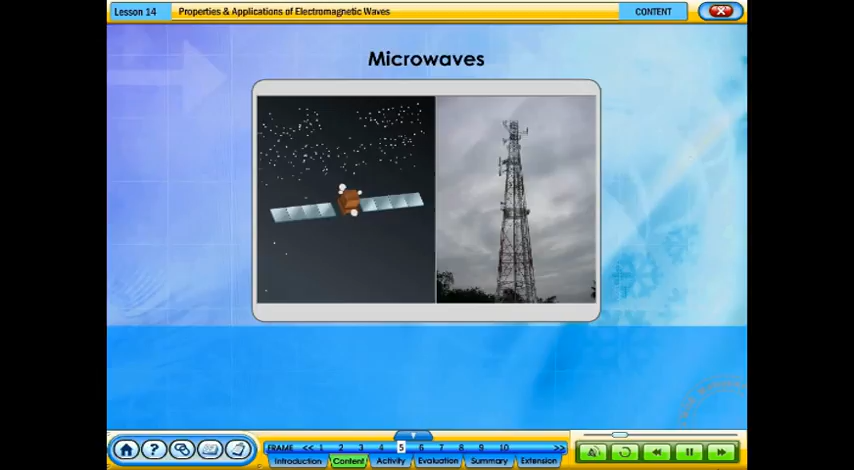 Lesson 14 Properties & Applications of Electromagnetic Waves CONTENT
Microwaves
FRAME << 1 2 3 4 5 6 7 8 9 10 >>
Introduction Content Activity Evaluation Summary Extension